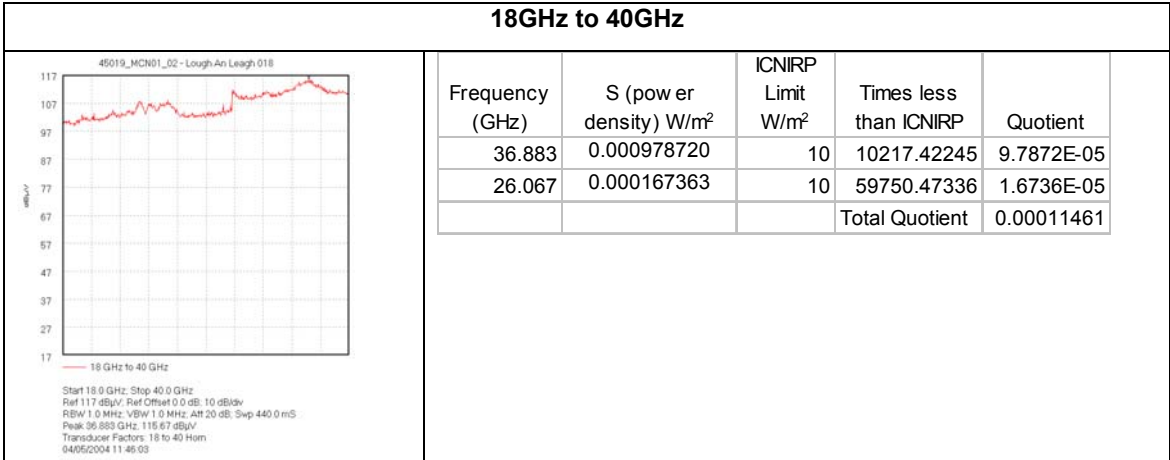 18GHz to 40GHz
45019_MCN01_02 - Lough An Leagh 018
117
107
97
87
77
67
57
47
37
27
17
dBµV
18 GHz to 40 GHz
Start 18.0 GHz; Stop 40.0 GHz
Ref 117 dBµV; Ref Offset 0.0 dB; 10 dB/div
RBW 1.0 MHz; VBW 1.0 MHz; Att 20 dB; Swp 440.0 mS
Peak 36.883 GHz, 115.67 dBµV
Transducer Factors: 18 to 40 Horn
04/05/2004 11:46:03
Frequency (GHz) S (pow er density) W/m² ICNIRP Limit W/m² Times less than ICNIRP Quotient
36.883 0.000978720 10 10217.42245 9.7872E-05
26.067 0.000167363 10 59750.47336 1.6736E-05
Total Quotient 0.00011461